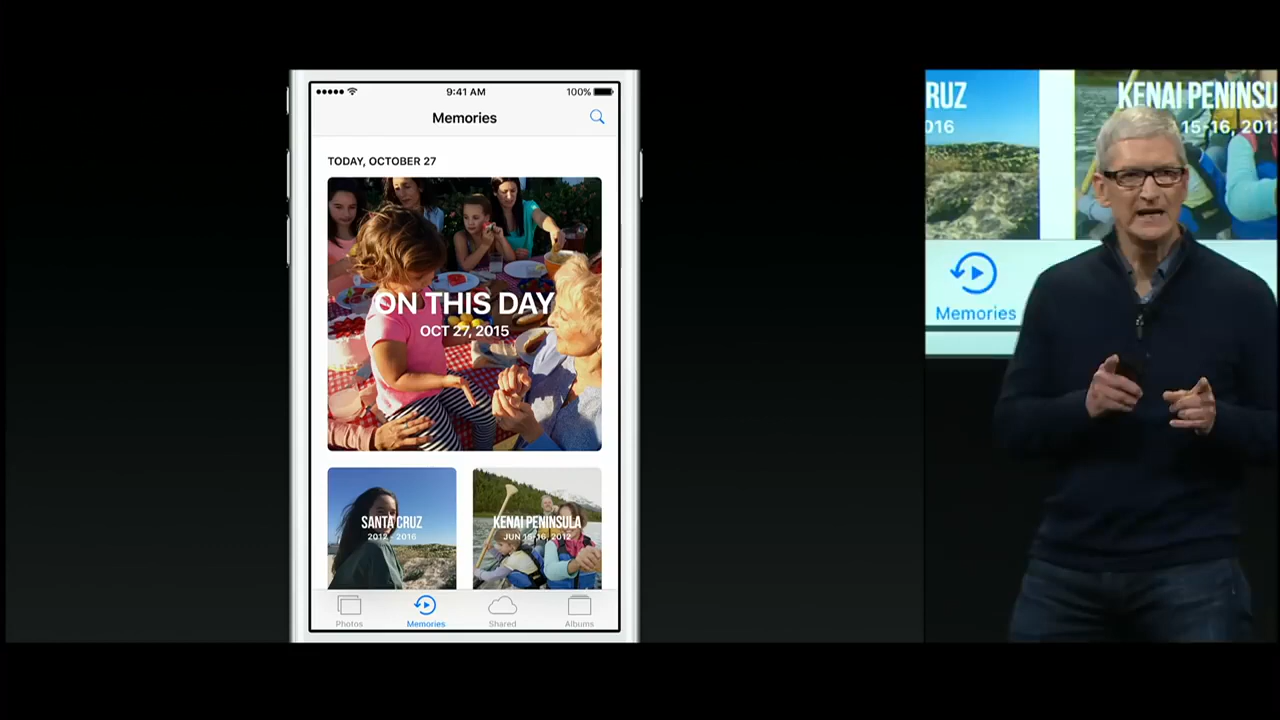 9:41 AM
100%
Memories
TODAY, OCTOBER 27
ON THIS DAY
OCT 27, 2015
SANTA CRUZ
2012 - 2016
KENAI PENINSULA
JUN 15-16, 2012
Photos
Memories
Shared
Albums
RUZ
016
KENAI PENINSU
15-16, 201
Memories